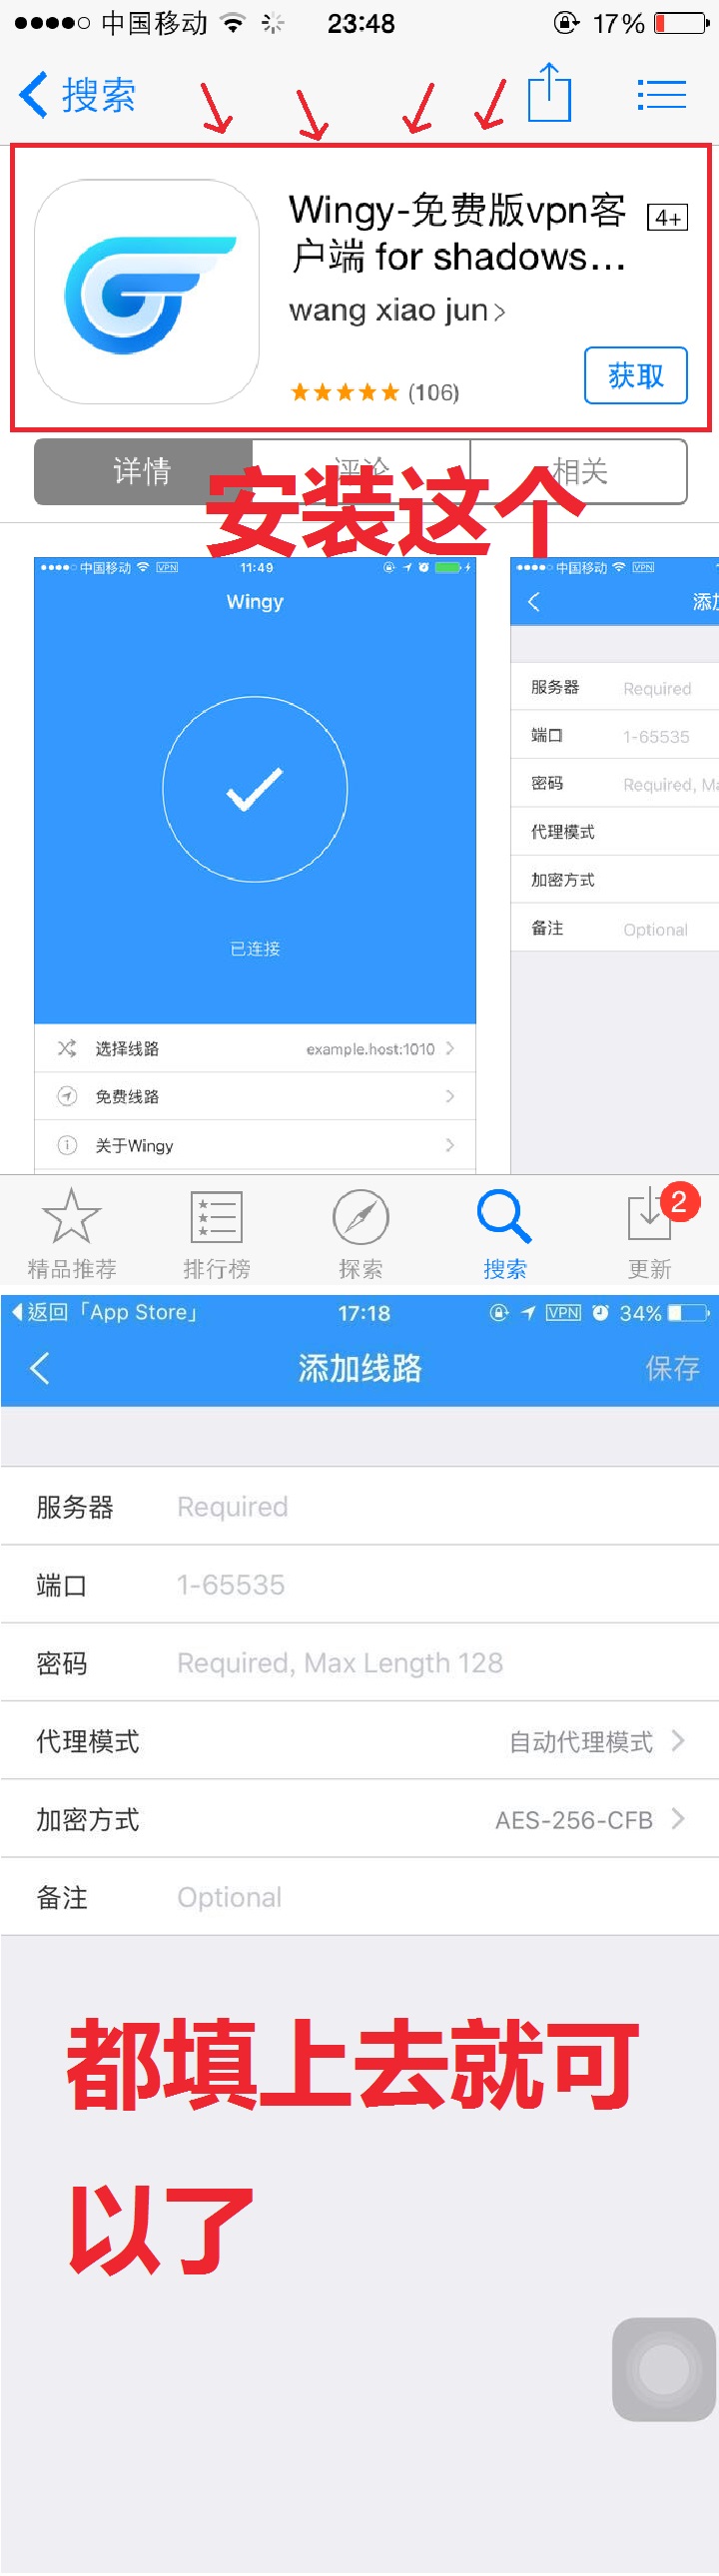 中国移动 23:48 17%
搜索
Wingy-免费版vpn客
户端 for shadows...
4+
wang xiao jun
(106)
获取
详情 评论 相关
安装这个
中国移动 VPN 11:49
Wingy
已连接
选择线路 example.host:1010
免费线路
关于Wingy
中国移动 VPN
添加
服务器 Required
端口 1-65535
密码 Required, Ma
代理模式
加密方式
备注 Optional
精品推荐 排行榜 探索 搜索 更新
2
返回「App Store」 17:18 VPN 34%
添加线路 保存
服务器 Required
端口 1-65535
密码 Required, Max Length 128
代理模式 自动代理模式
加密方式 AES-256-CFB
备注 Optional
都填上去就可
以了